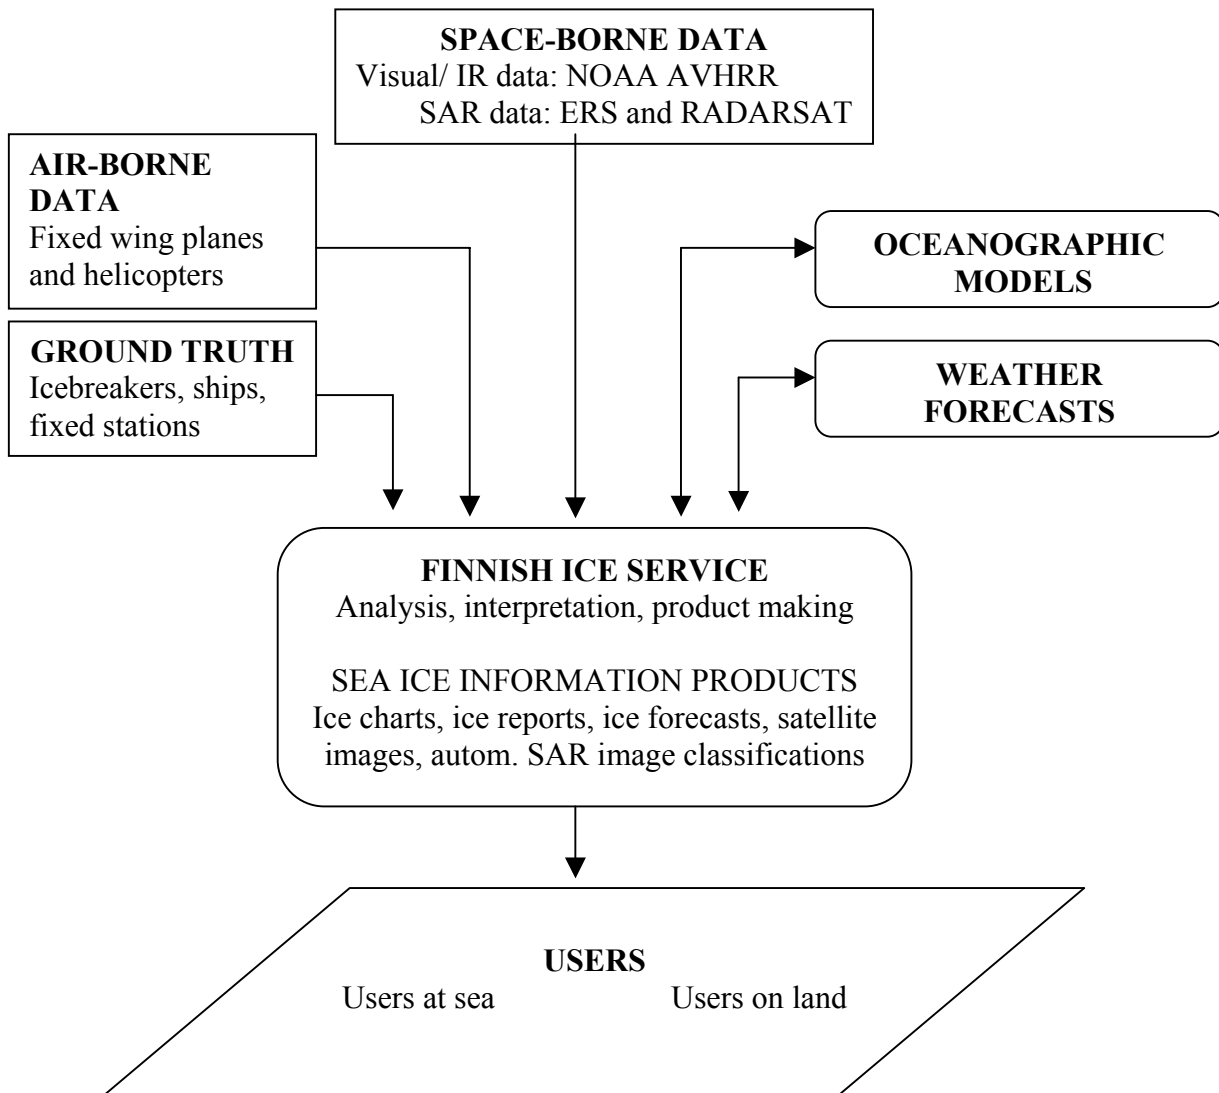 SPACE-BORNE DATA
Visual/ IR data: NOAA AVHRR
SAR data: ERS and RADARSAT
AIR-BORNE
DATA
Fixed wing planes
and helicopters
OCEANOGRAPHIC
MODELS
GROUND TRUTH
Icebreakers, ships,
fixed stations
WEATHER
FORECASTS
FINNISH ICE SERVICE
Analysis, interpretation, product making
SEA ICE INFORMATION PRODUCTS
Ice charts, ice reports, ice forecasts, satellite
images, autom. SAR image classifications
USERS
Users at sea Users on land